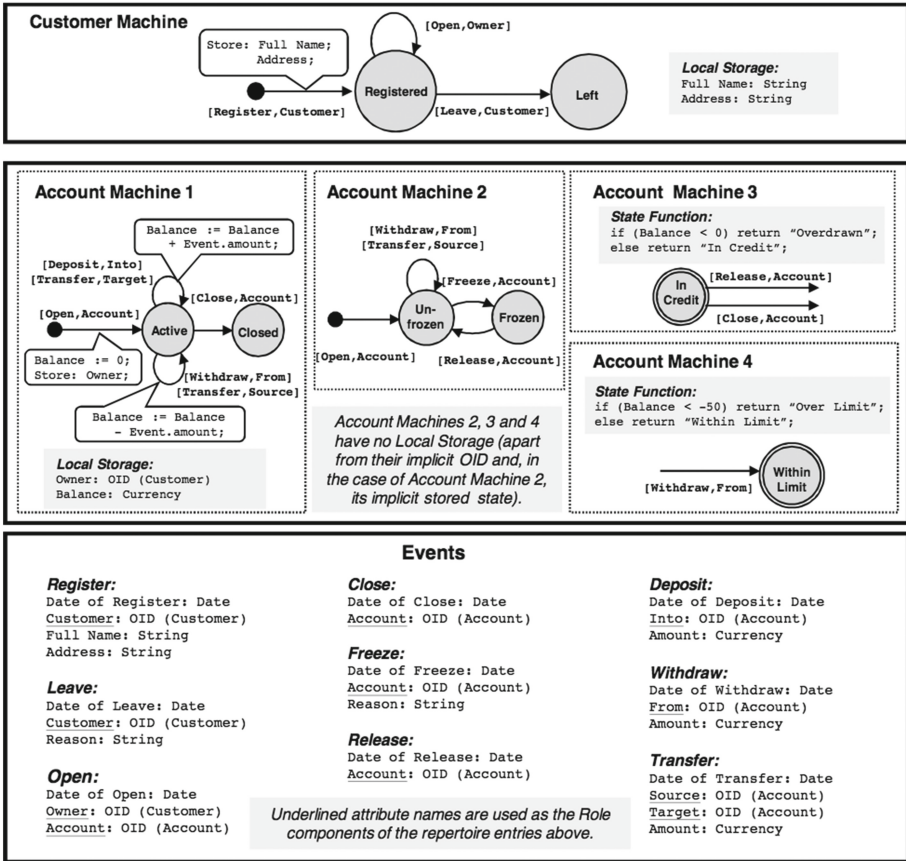 Customer Machine
Store: Full Name;
Address;
[Open,Owner]
Registered
Left
[Register,Customer]
[Leave,Customer]
Local Storage:
Full Name: String
Address: String
Account Machine 1
Balance := Balance
+ Event.amount;
[Deposit,Into]
[Transfer,Target]
[Close,Account]
[Open,Account]
Active
Closed
Balance := 0;
Store: Owner;
[Withdraw,From]
[Transfer,Source]
Balance := Balance
- Event.amount;
Local Storage:
Owner: OID (Customer)
Balance: Currency
Account Machine 2
[Withdraw,From]
[Transfer,Source]
[Freeze,Account]
Un-
frozen
Frozen
[Open,Account]
[Release,Account]
Account Machines 2, 3 and 4
have no Local Storage (apart
from their implicit OID and, in
the case of Account Machine 2,
its implicit stored state).
Account Machine 3
State Function:
if (Balance < 0) return “Overdrawn”;
else return “In Credit”;
In
Credit
[Release,Account]
[Close,Account]
Account Machine 4
State Function:
if (Balance < -50) return “Over Limit”;
else return “Within Limit”;
[Withdraw,From]
Within
Limit
Events
Register:
Date of Register: Date
Customer: OID (Customer)
Full Name: String
Address: String
Leave:
Date of Leave: Date
Customer: OID (Customer)
Reason: String
Open:
Date of Open: Date
Owner: OID (Customer)
Account: OID (Account)
Close:
Date of Close: Date
Account: OID (Account)
Freeze:
Date of Freeze: Date
Account: OID (Account)
Reason: String
Release:
Date of Release: Date
Account: OID (Account)
Deposit:
Date of Deposit: Date
Into: OID (Account)
Amount: Currency
Withdraw:
Date of Withdraw: Date
From: OID (Account)
Amount: Currency
Transfer:
Date of Transfer: Date
Source: OID (Account)
Target: OID (Account)
Amount: Currency
Underlined attribute names are used as the Role
components of the repertoire entries above.